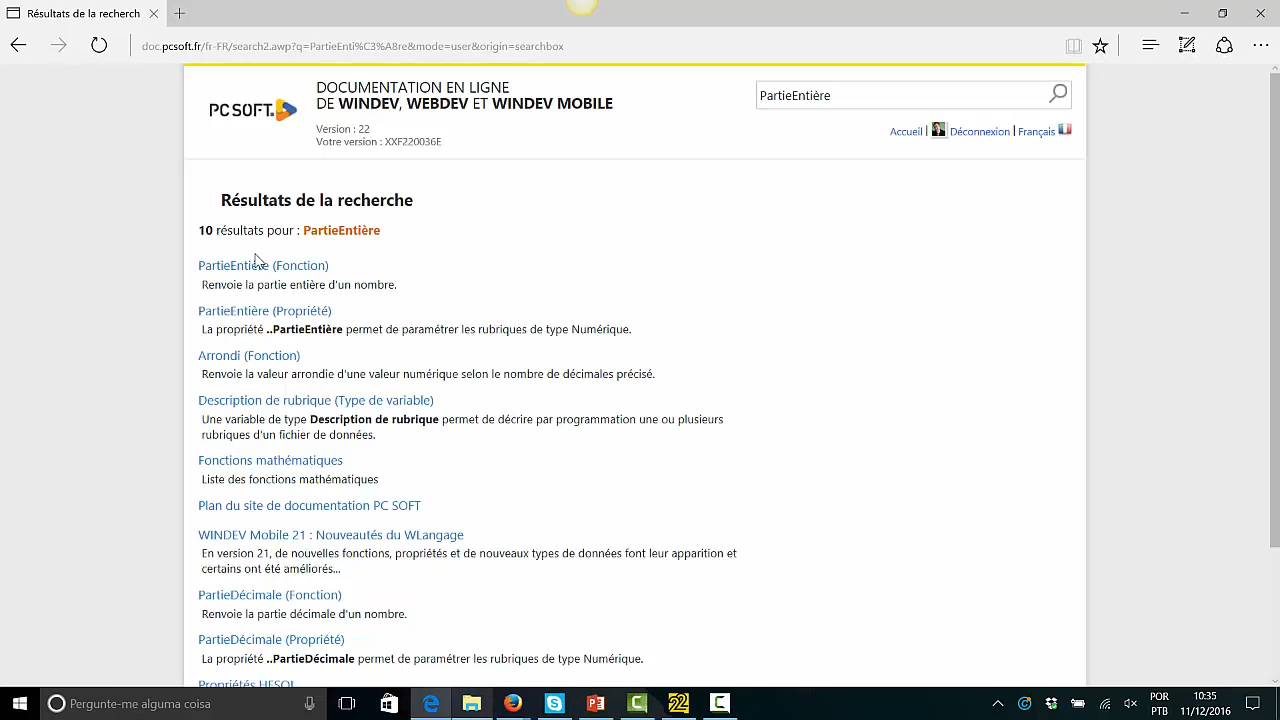 Résultats de la recherch
doc.pcsoft.fr/fr-FR/search2.awp?q=PartieEnti%C3%A8re&mode=user&origin=searchbox
PC SOFT
DOCUMENTATION EN LIGNE
DE WINDEV, WEBDEV ET WINDEV MOBILE
Version : 22
Votre version : XXF220036E
PartieEntière
Accueil | Déconnexion | Français
Résultats de la recherche
10 résultats pour : PartieEntière
PartieEntière (Fonction)
Renvoie la partie entière d'un nombre.
PartieEntière (Propriété)
La propriété ..PartieEntière permet de paramétrer les rubriques de type Numérique.
Arrondi (Fonction)
Renvoie la valeur arrondie d'une valeur numérique selon le nombre de décimales précisé.
Description de rubrique (Type de variable)
Une variable de type Description de rubrique permet de décrire par programmation une ou plusieurs
rubriques d'un fichier de données.
Fonctions mathématiques
Liste des fonctions mathématiques
Plan du site de documentation PC SOFT
WINDEV Mobile 21 : Nouveautés du WLangage
En version 21, de nouvelles fonctions, propriétés et de nouveaux types de données font leur apparition et
certains ont été améliorés...
PartieDécimale (Fonction)
Renvoie la partie décimale d'un nombre.
PartieDécimale (Propriété)
La propriété ..PartieDécimale permet de paramétrer les rubriques de type Numérique.
Propriétés HFSQL
Pergunte-me alguma coisa
22
POR
PTB
10:35
11/12/2016